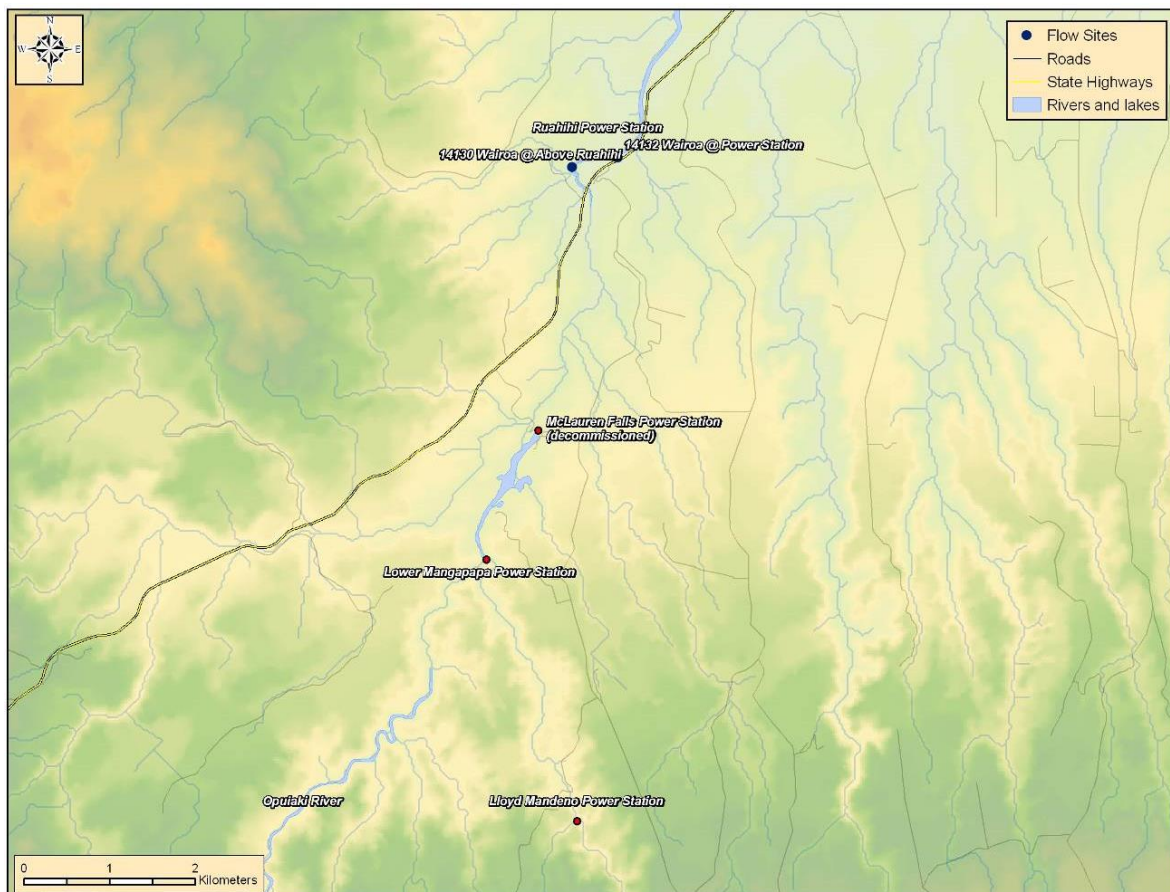 N
W E
S
Flow Sites
Roads
State Highways
Rivers and lakes
Ruahihi Power Station
14130 Wairoa @ Above Ruahihi
14132 Wairoa @ Power Station
McLauren Falls Power Station
(decommissioned)
Lower Mangapapa Power Station
Opuiaki River
Lloyd Mandeno Power Station
0 1 2
Kilometers